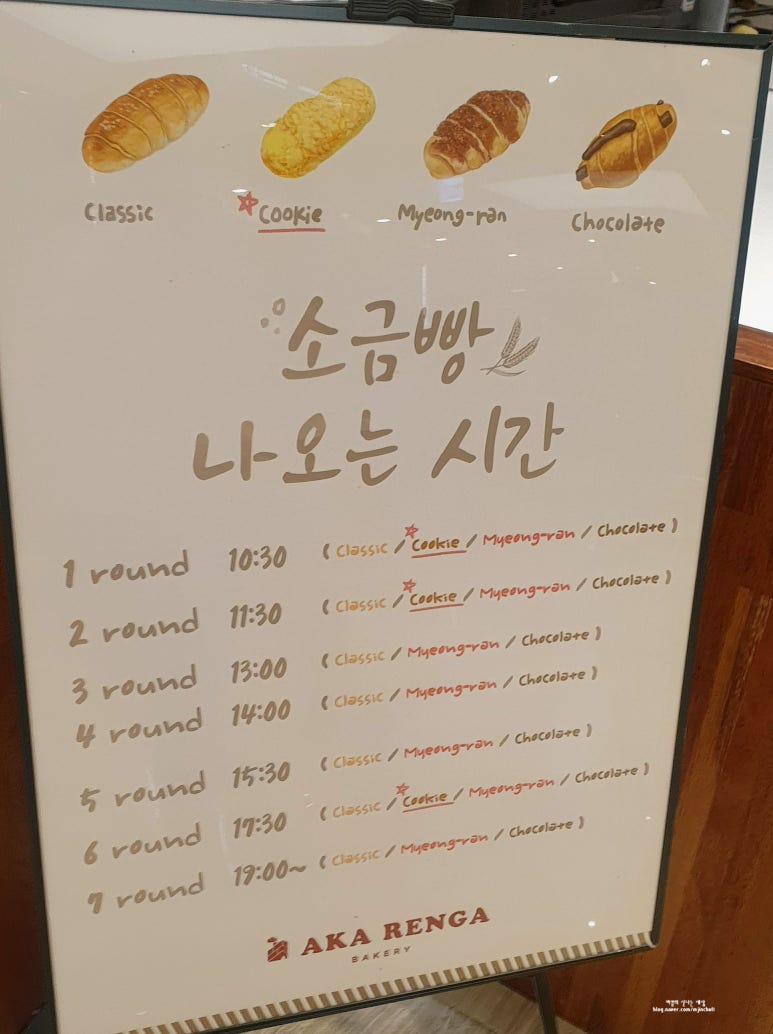 Classic
Cookie
Myeong-ran
Chocolate
소금빵
나오는 시간
1 round 10:30 ( Classic / Cookie / Myeong-ran / Chocolate )
2 round 11:30 ( Classic / Cookie / Myeong-ran / Chocolate )
3 round 13:00 ( Classic / Myeong-ran / Chocolate )
4 round 14:00 ( Classic / Myeong-ran / Chocolate )
5 round 15:30 ( Classic / Myeong-ran / Chocolate )
6 round 17:30 ( Classic / Cookie / Myeong-ran / Chocolate )
7 round 19:00~ ( Classic / Myeong-ran / Chocolate )
AKA RENGA
BAKERY